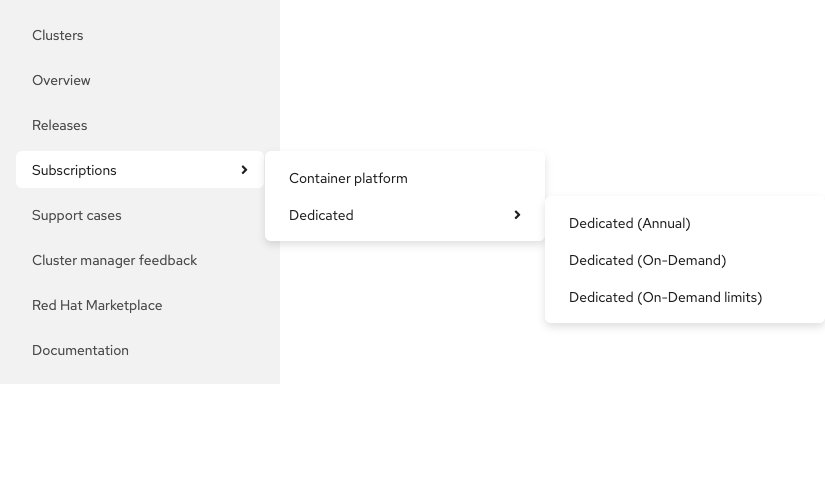 Clusters
Overview
Releases
Subscriptions
Container platform
Dedicated
Dedicated (Annual)
Dedicated (On-Demand)
Dedicated (On-Demand limits)
Support cases
Cluster manager feedback
Red Hat Marketplace
Documentation